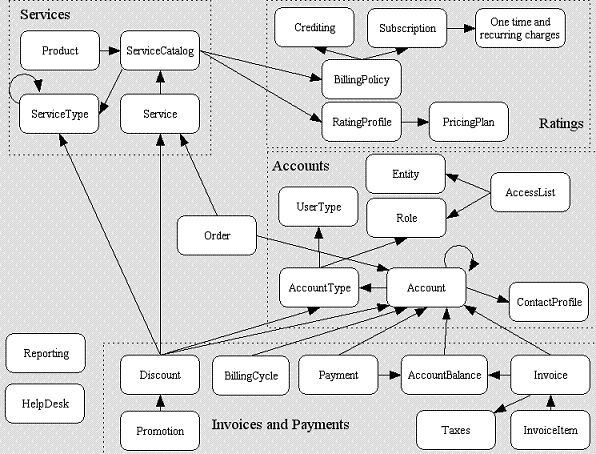 Services
Product
ServiceCatalog
ServiceType
Service
Crediting
Subscription
One time and
recurring charges
BillingPolicy
RatingProfile
PricingPlan
Ratings
Accounts
Entity
UserType
Role
AccessList
Order
AccountType
Account
ContactProfile
Reporting
HelpDesk
Discount
BillingCycle
Payment
AccountBalance
Invoice
Promotion
Invoices and Payments
Taxes
InvoiceItem